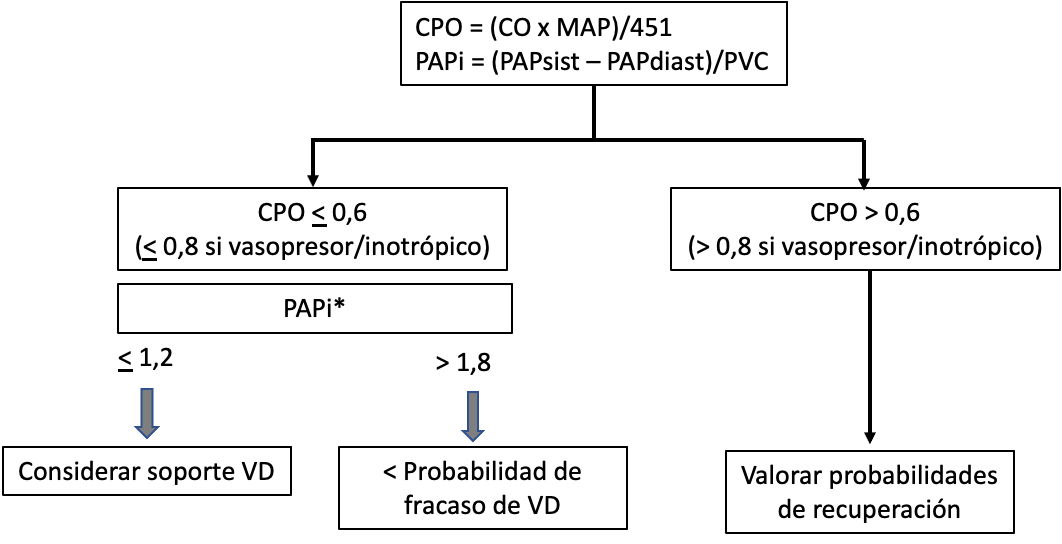 CPO = (CO x MAP)/451
PAPi = (PAPsist – PAPdiast)/PVC
CPO ≤ 0,6
(≤ 0,8 si vasopresor/inotrópico)
CPO > 0,6
(> 0,8 si vasopresor/inotrópico)
PAPi*
≤ 1,2
> 1,8
Considerar soporte VD
< Probabilidad de
fracaso de VD
Valorar probabilidades
de recuperación